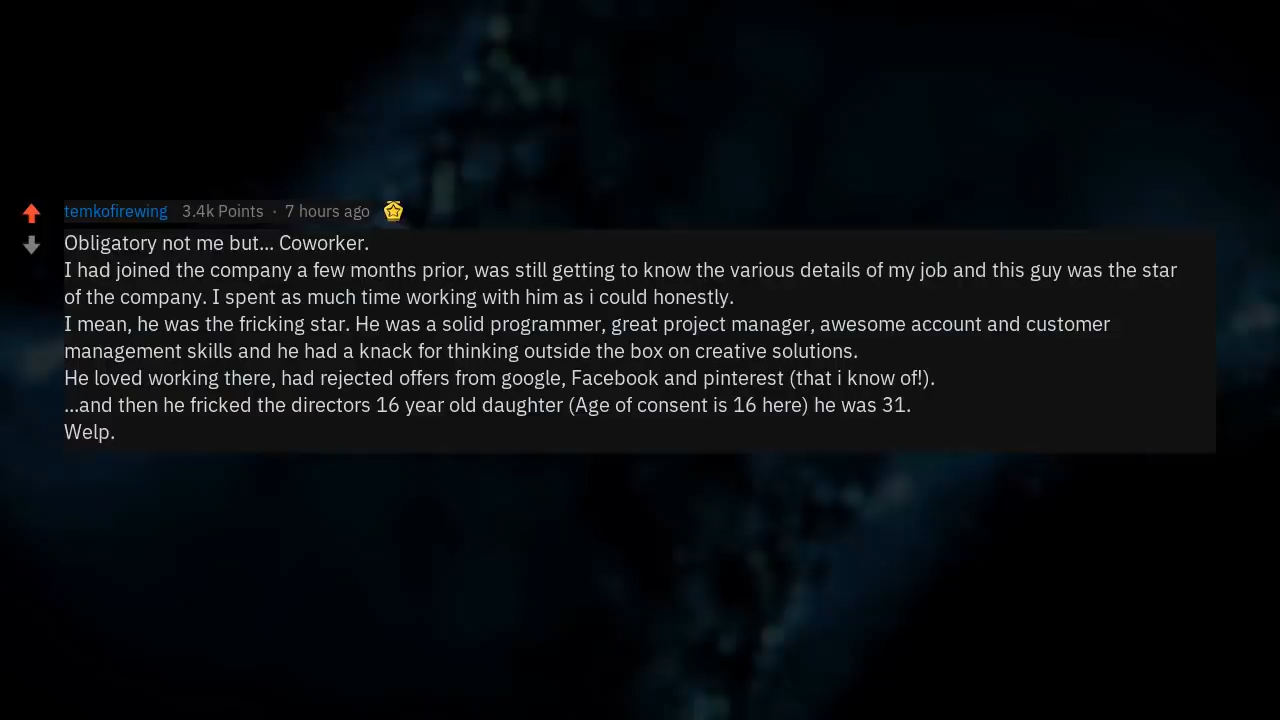 temkofirewing 3.4k Points · 7 hours ago
Obligatory not me but... Coworker.
I had joined the company a few months prior, was still getting to know the various details of my job and this guy was the star
of the company. I spent as much time working with him as i could honestly.
I mean, he was the fricking star. He was a solid programmer, great project manager, awesome account and customer
management skills and he had a knack for thinking outside the box on creative solutions.
He loved working there, had rejected offers from google, Facebook and pinterest (that i know of!).
...and then he fricked the directors 16 year old daughter (Age of consent is 16 here) he was 31.
Welp.